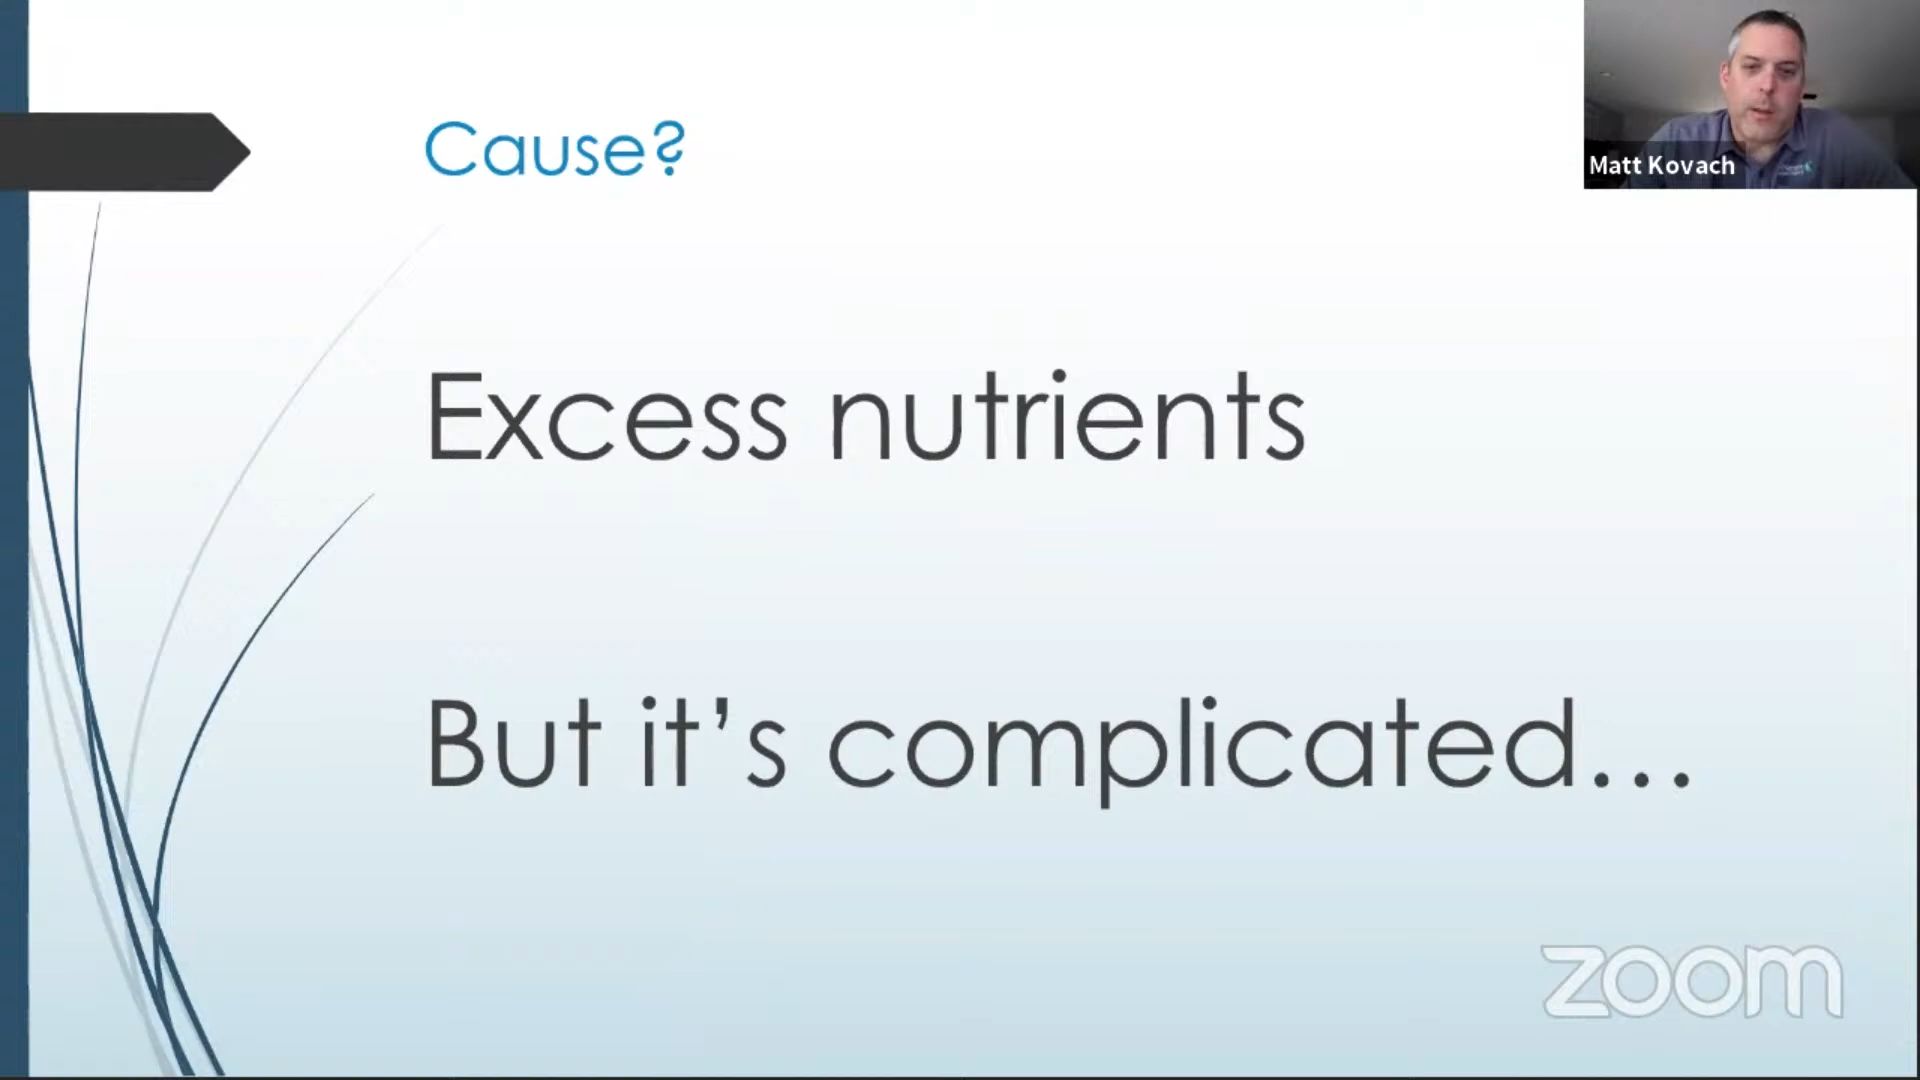 Cause?
Matt Kovach
Excess nutrients
But it’s complicated...
zoom